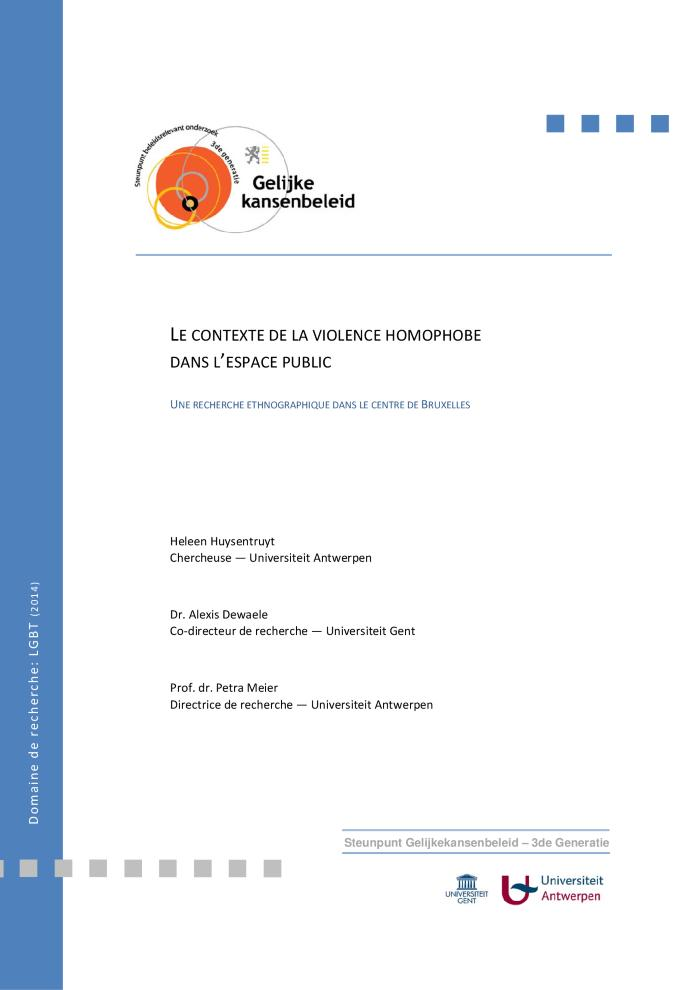 Steunpunt beleidsrelevant onderzoek
3de generatie
Gelijke
kansenbeleid
LE CONTEXTE DE LA VIOLENCE HOMOPHOBE
DANS L’ESPACE PUBLIC
UNE RECHERCHE ETHNOGRAPHIQUE DANS LE CENTRE DE BRUXELLES
Heleen Huysentruyt
Chercheuse — Universiteit Antwerpen
Dr. Alexis Dewaele
Co-directeur de recherche — Universiteit Gent
Prof. dr. Petra Meier
Directrice de recherche — Universiteit Antwerpen
Domaine de recherche: LGBT (2014)
Steunpunt Gelijkekansenbeleid – 3de Generatie
UNIVERSITEIT
GENT
Universiteit
Antwerpen